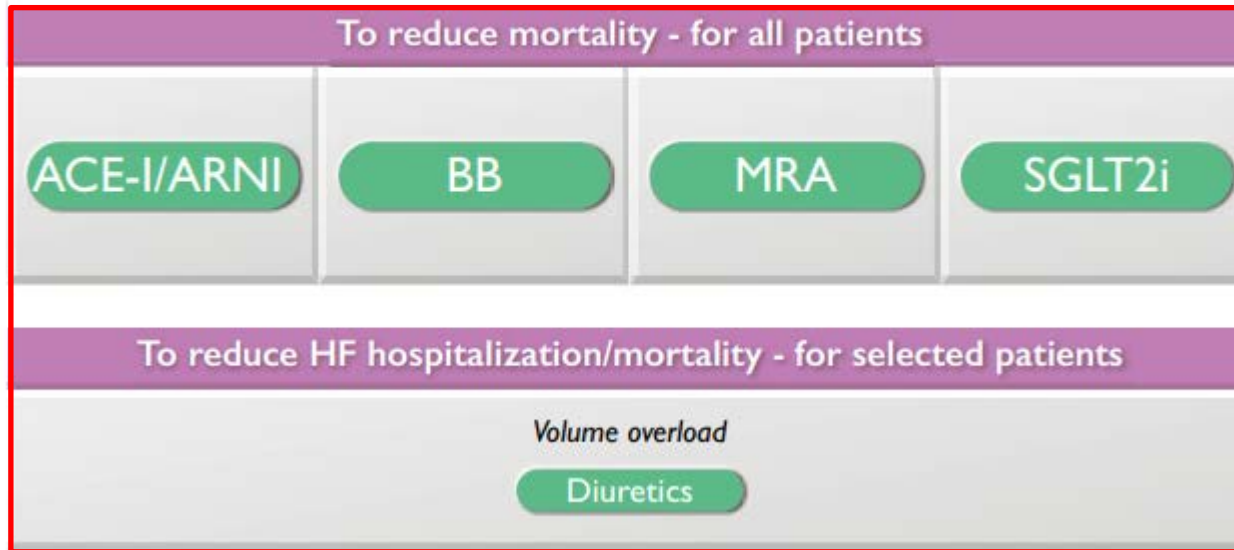 To reduce mortality - for all patients
ACE-I/ARNI BB MRA SGLT2i
To reduce HF hospitalization/mortality - for selected patients
Volume overload
Diuretics